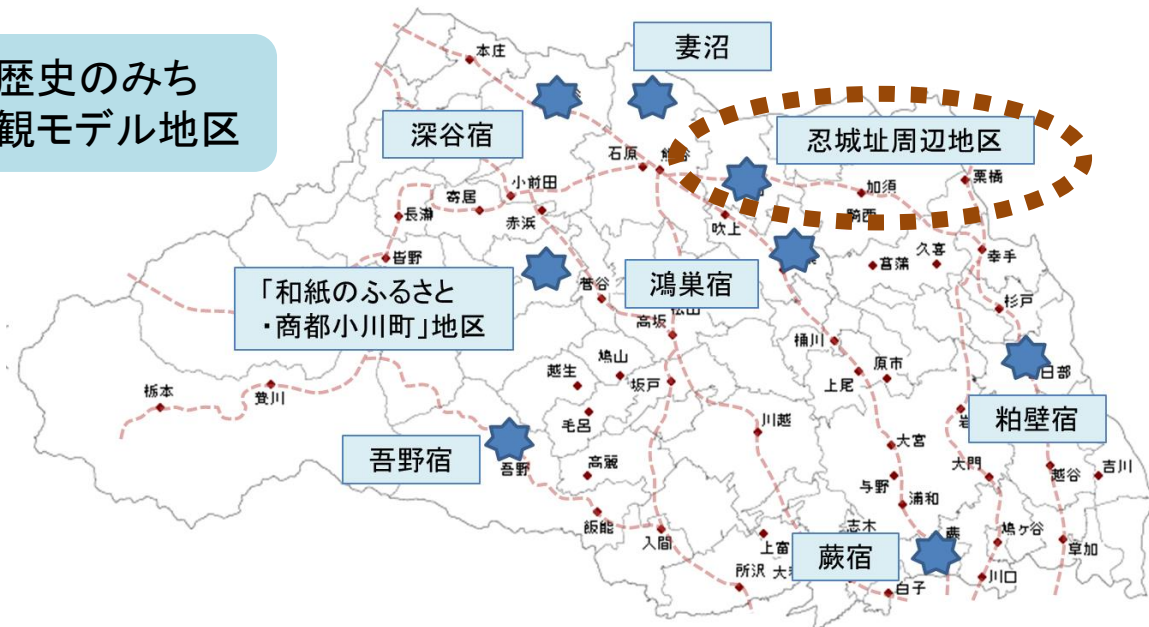 歴史のみち
観モデル地区
妻沼
本庄
深谷宿
忍城址周辺地区
石原
小前田
寄居
赤浜
長瀞
加須
栗橋
騎西
吹上
皆野
菅谷
「和紙のふるさと
・商都小川町」地区
鴻巣宿
菖蒲
久喜
幸手
杉戸
高坂
桶川
鳩山
越生
坂戸
原市
上尾
日部
栃本
贄川
毛呂
川越
粕壁宿
吾野宿
吾野
高麗
大宮
大門
越谷
吉川
与野
浦和
飯能
入間
志木
上富
蕨宿
鳩ヶ谷
草加
所沢
白子
川口